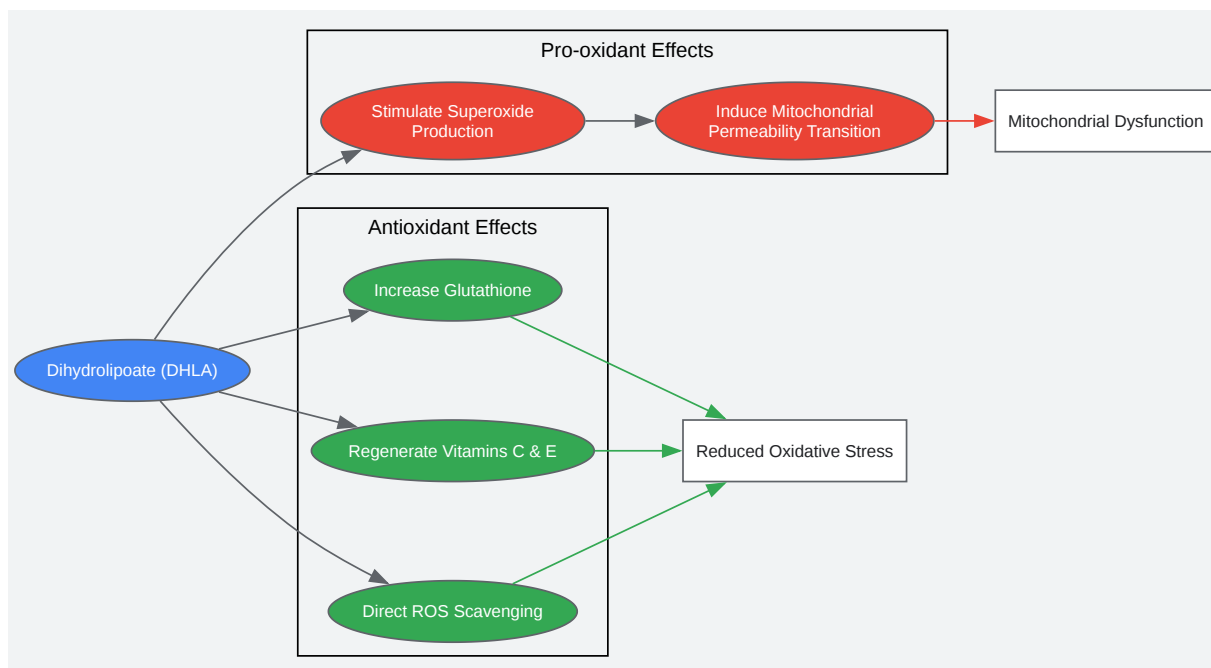 Pro-oxidant Effects
Stimulate Superoxide
Production
Induce Mitochondrial
Permeability Transition
Mitochondrial Dysfunction
Antioxidant Effects
Increase Glutathione
Dihydrolipoate (DHLA)
Regenerate Vitamins C & E
Reduced Oxidative Stress
Direct ROS Scavenging